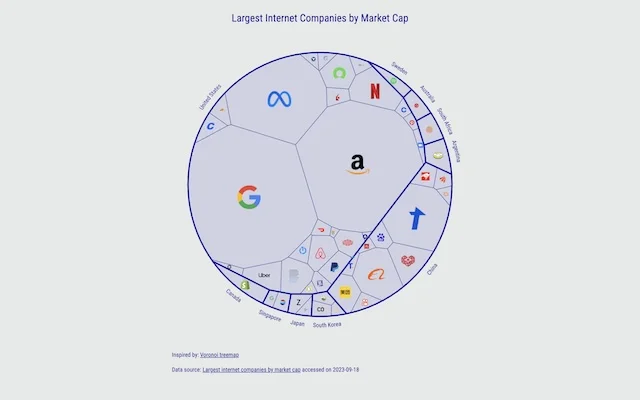 Largest Internet Companies by Market Cap
United States
Sweden
Australia
South Africa
Argentina
China
South Korea
Japan
Singapore
Canada
Uber
Z
co
Inspired by: Voronoi treemap
Data source: Largest internet companies by market cap accessed on 2023-09-18